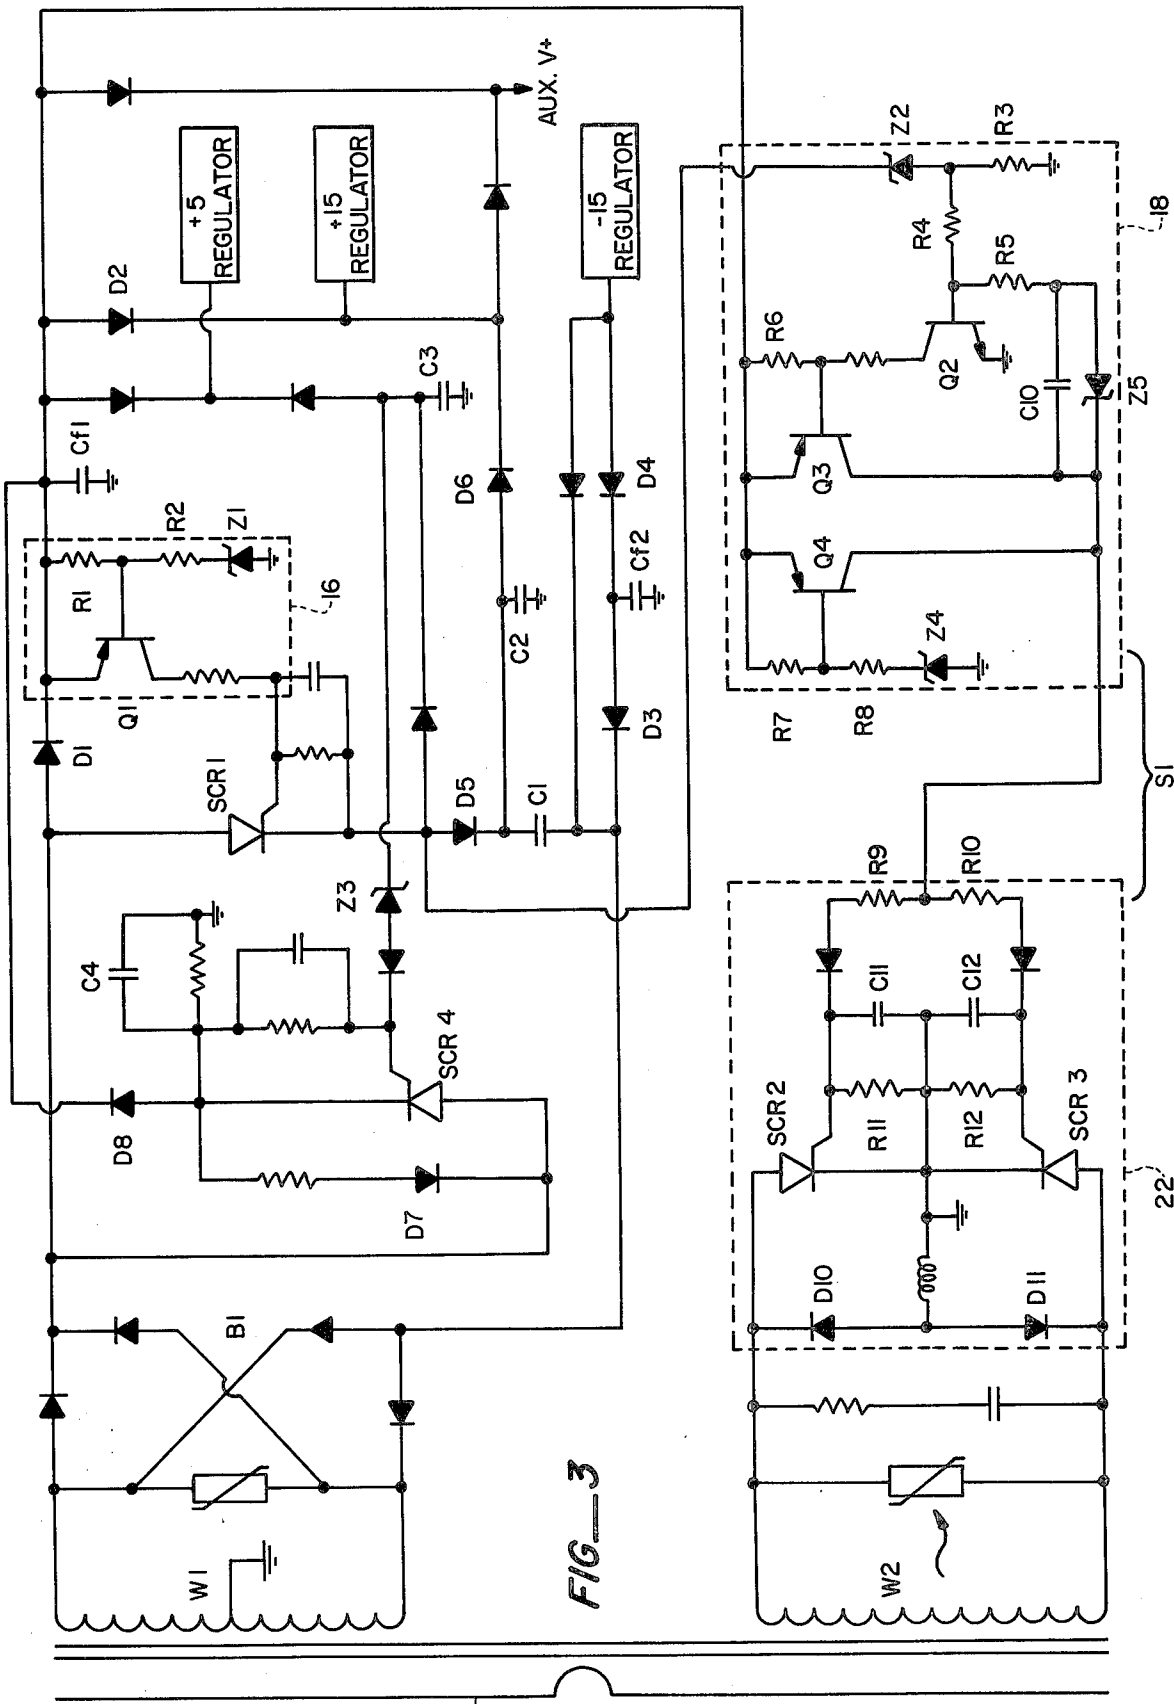 FIG_3
W1
B1
D7
D8
C4
SCR 4
Z3
SCR1
D1
D5
C1
D3
Q1
R1
R2
Z1
16
C2
Cf2
Cf1
D6
D4
C3
D2
+5
REGULATOR
+15
REGULATOR
-15
REGULATOR
AUX. V+
W2
D10
D11
SCR 2
SCR 3
R11
R12
C11
C12
R9
R10
22
S1
R7
R8
Z4
Q4
Q3
R6
Q2
C10
Z5
R5
R4
Z2
R3
18